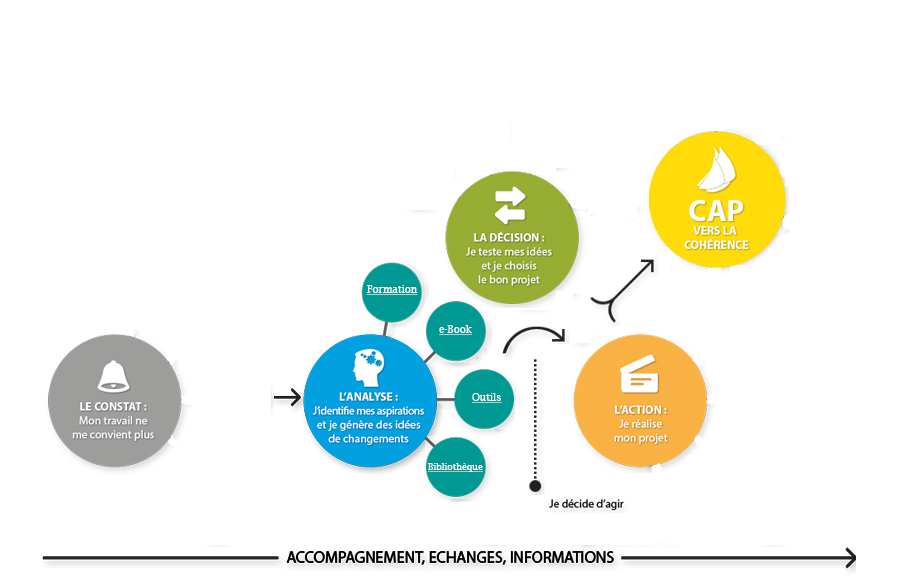 LE CONSTAT :
Mon travail ne
me convient plus
L'ANALYSE :
J'identifie mes aspirations
et je génère des idées
de changements
Formation
e-Book
Outils
Bibliothèque
LA DÉCISION :
Je teste mes idées
et je choisis
le bon projet
Je décide d'agir
L'ACTION :
Je réalise
mon projet
CAP
VERS LA
COHÉRENCE
ACCOMPAGNEMENT, ECHANGES, INFORMATIONS